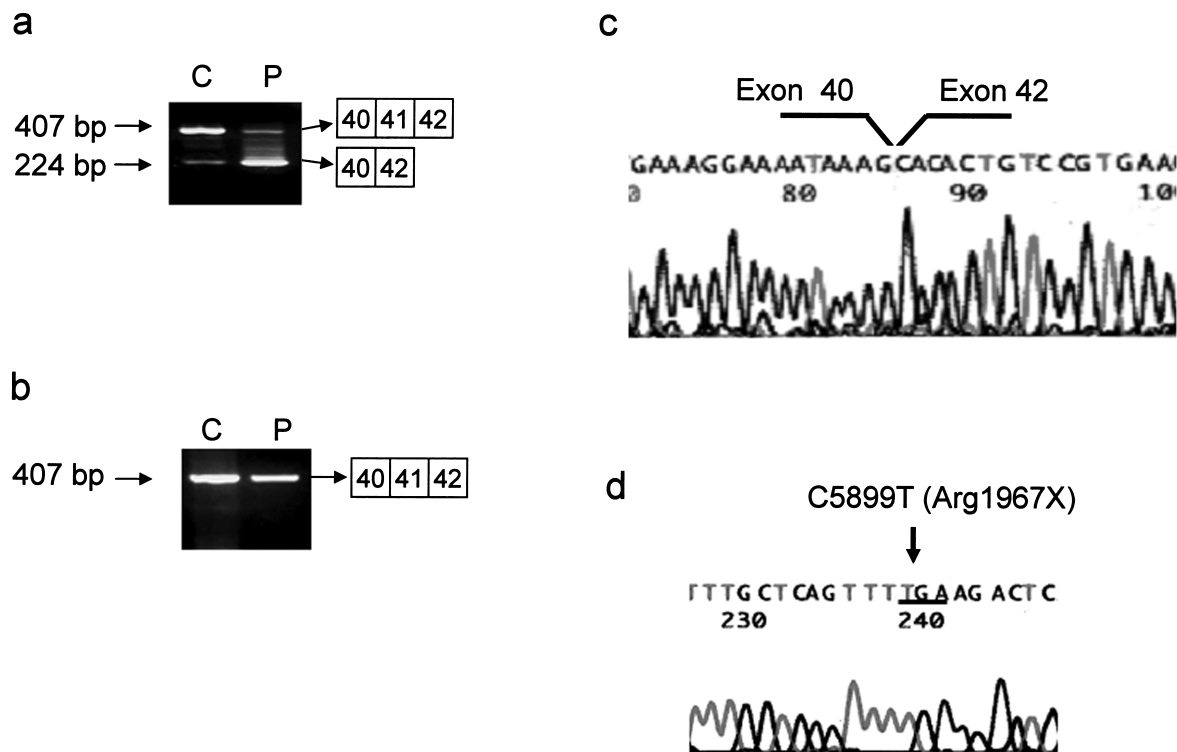 a
C P
407 bp
40 41 42
224 bp
40 42
b
C P
407 bp
40 41 42
c
Exon 40 Exon 42
GAAAGGAAAATAAAGCACACTGTCCGTGAA
80 90 100
d
C5899T (Arg1967X)
TTTGCTCAGTTTTGAAGACTC
230 240